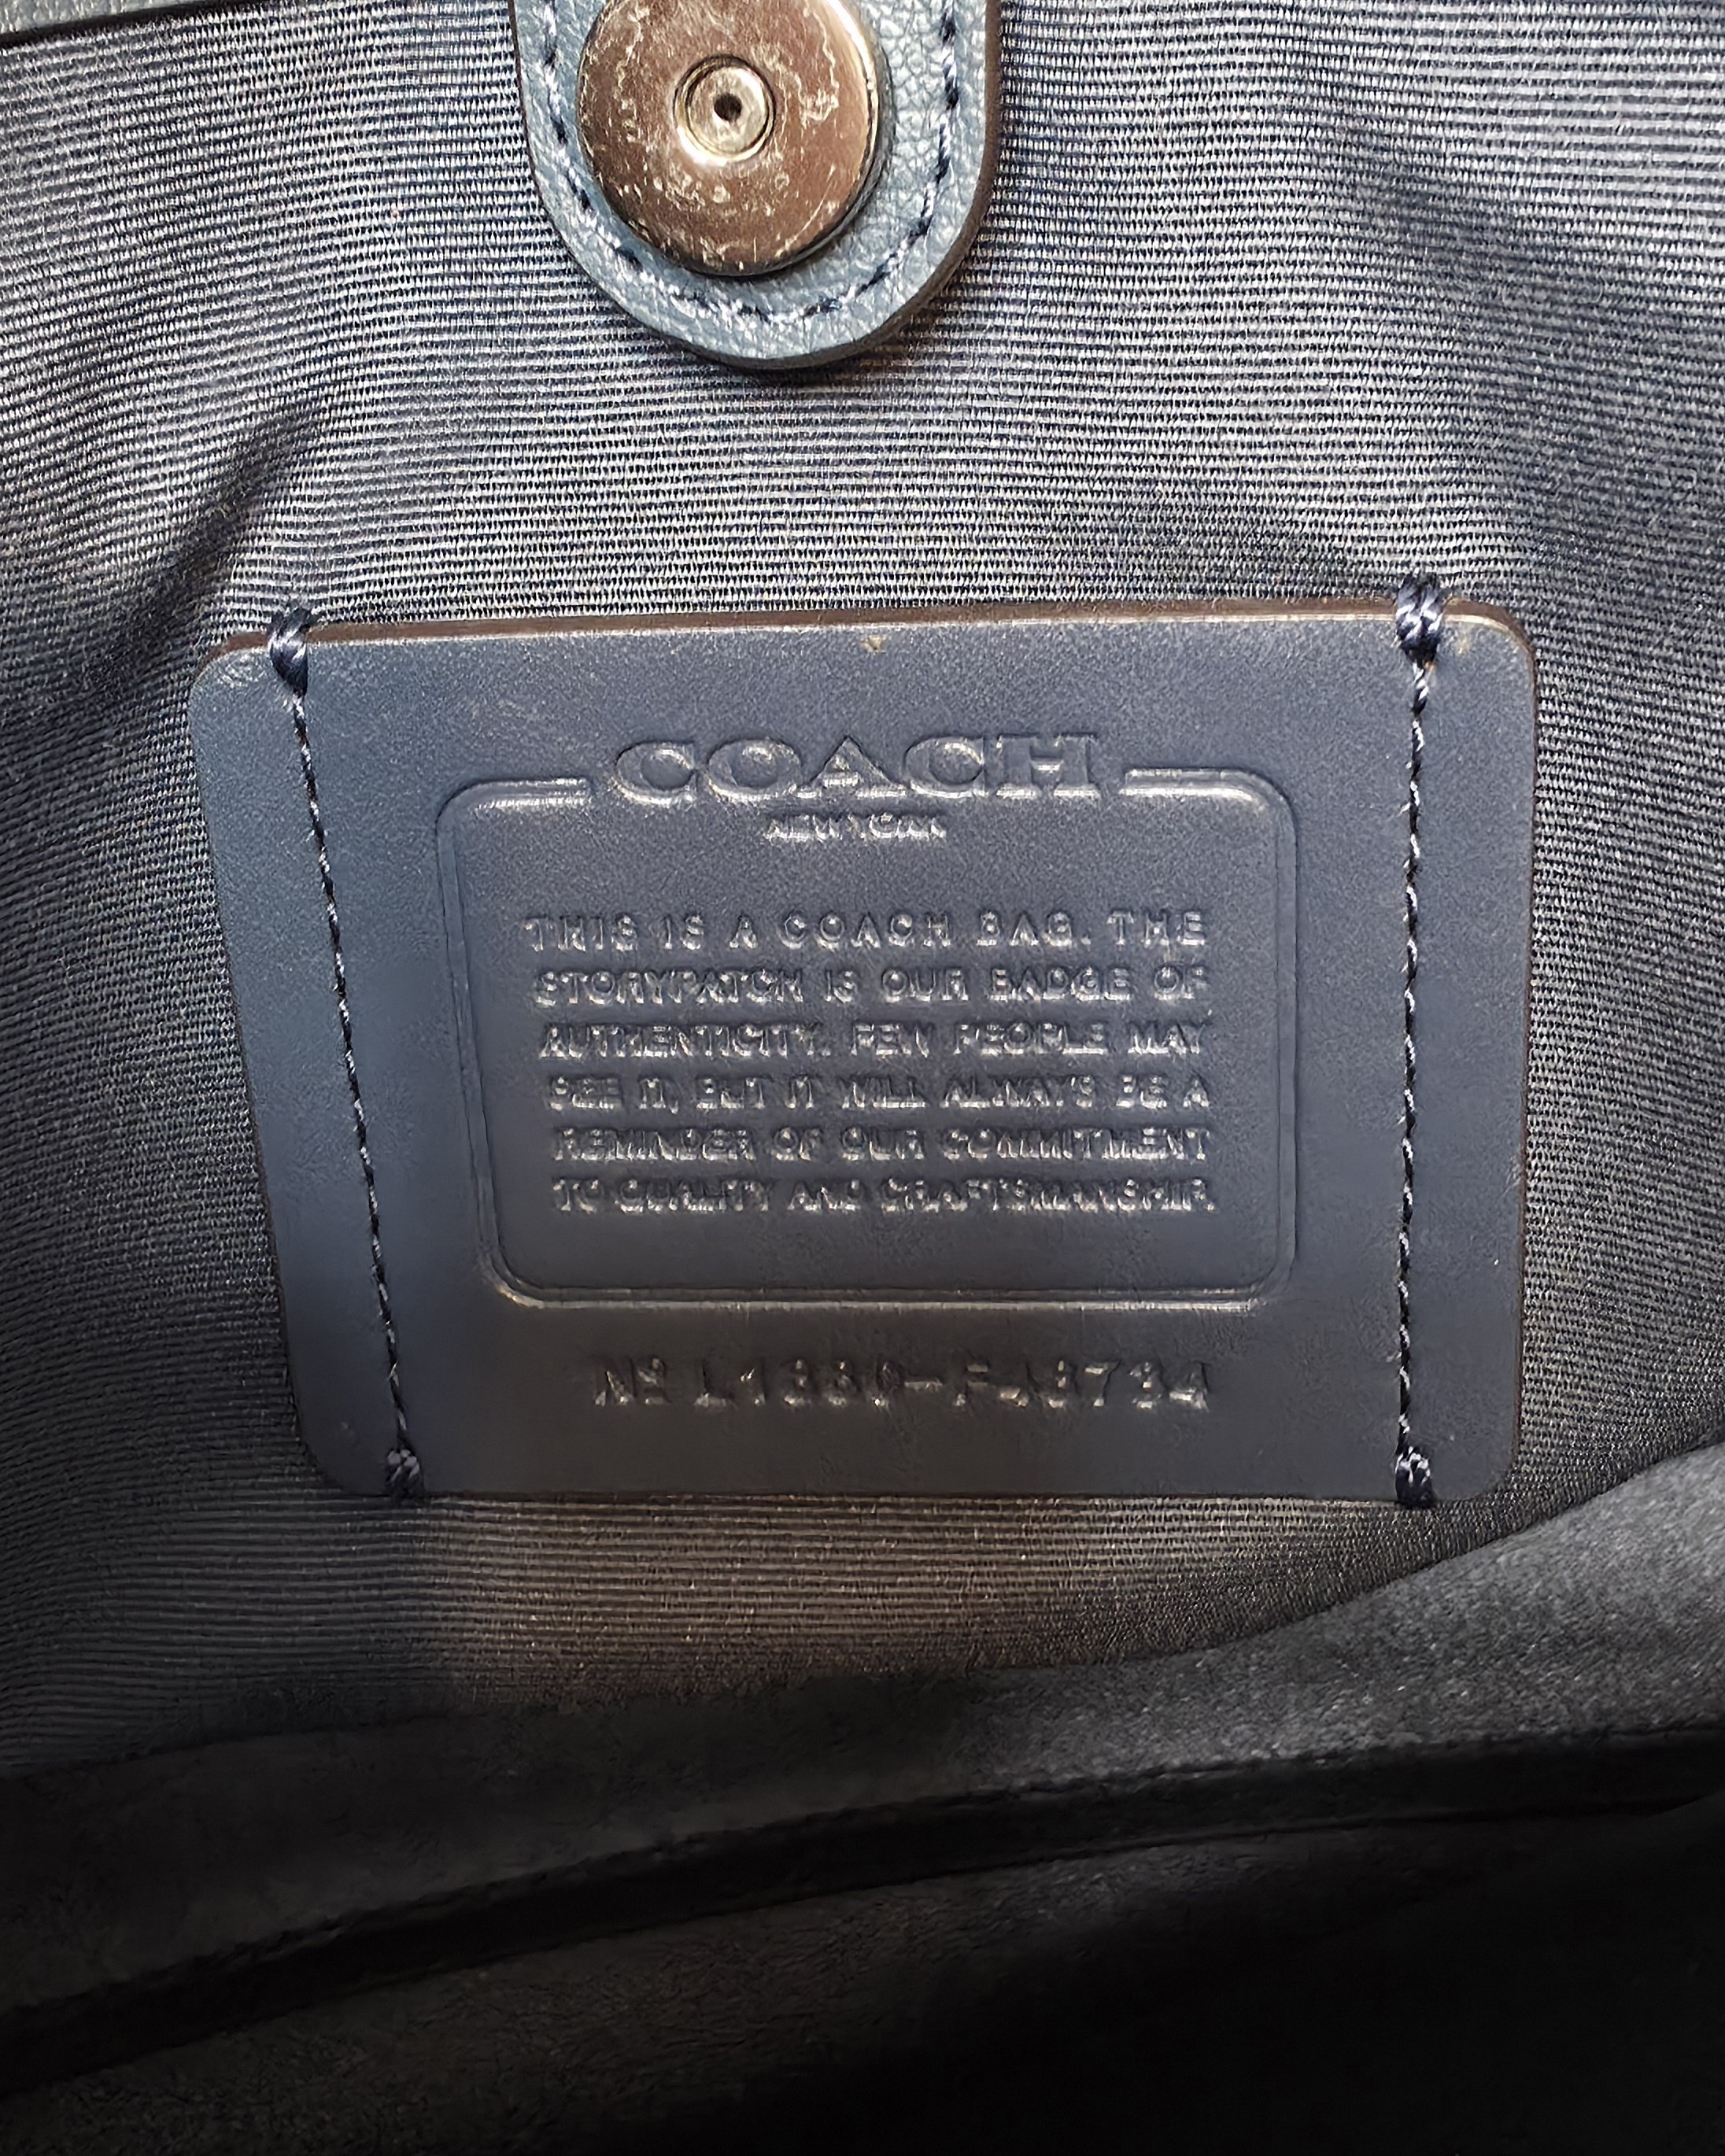 COACH
NEW YORK
THIS IS A COACH BAG. THE
STORYPATCH IS OUR BADGE OF
AUTHENTICITY. FEW PEOPLE MAY
SEE IT, BUT IT WILL ALWAYS BE A
REMINDER OF OUR COMMITMENT
TO QUALITY AND CRAFTSMANSHIP.
Nº